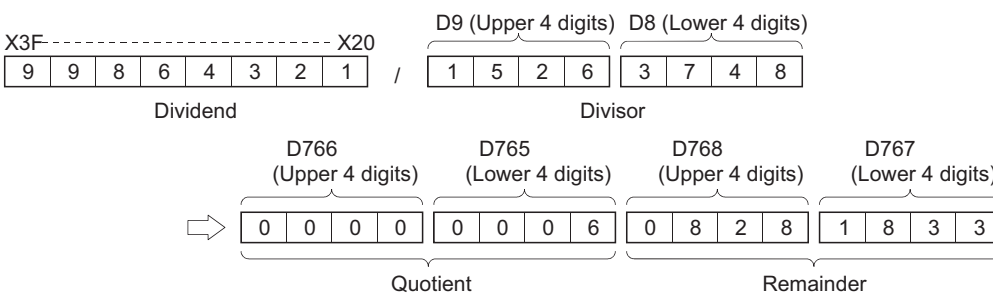 D9 (Upper 4 digits) D8 (Lower 4 digits)
X3F X20
9 9 8 6 4 3 2 1 / 1 5 2 6 3 7 4 8
Dividend Divisor
D766 D765 D768 D767
(Upper 4 digits) (Lower 4 digits) (Upper 4 digits) (Lower 4 digits)
0 0 0 0 0 0 0 6 0 8 2 8 1 8 3 3
Quotient Remainder